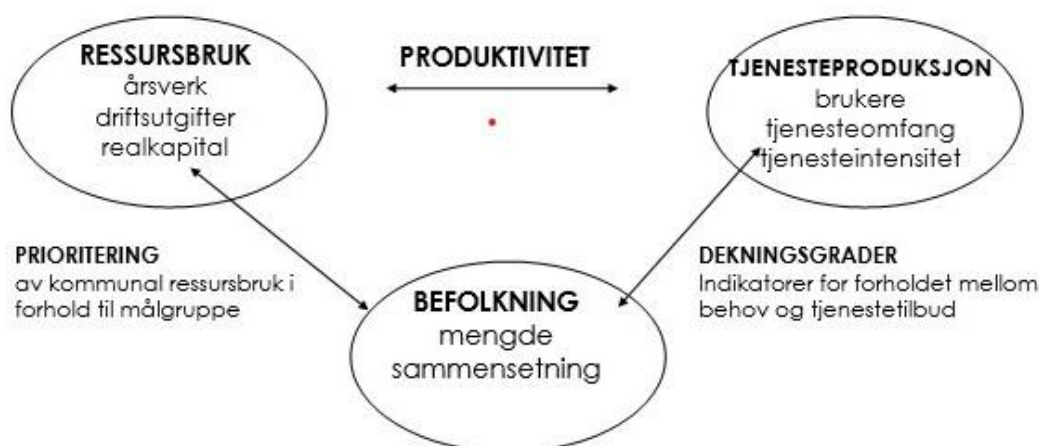 RESSURSBRUK
årsverk
driftsutgifter
realkapital
PRODUKTIVITET
TJENESTEPRODUKSJON
brukere
tjenesteomfang
tjenesteintensitet
PRIORITERING
av kommunal ressursbruk i
forhold til målgruppe
BEFOLKNING
mengde
sammensetning
DEKNINGSGRADER
Indikatorer for forholdet mellom
behov og tjenestetilbud